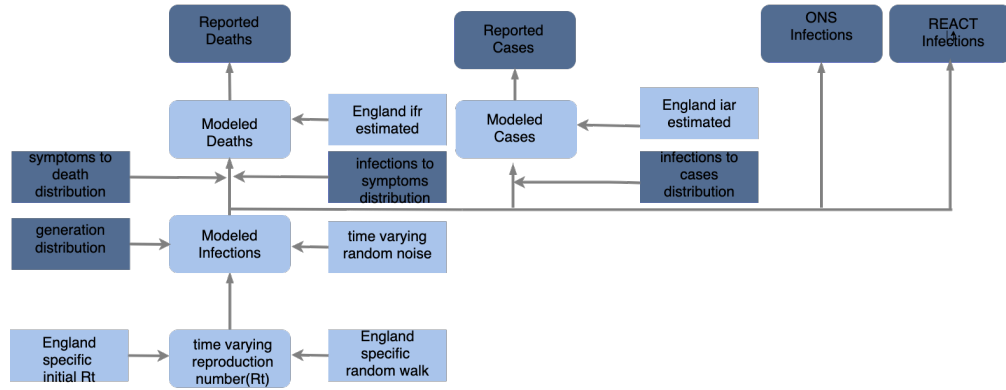 Reported
Deaths
Reported
Cases
ONS
Infections
REACT
Infections
Modeled
Deaths
England ifr
estimated
Modeled
Cases
England iar
estimated
symptoms to
death
distribution
infections to
symptoms
distribution
infections to
cases
distribution
generation
distribution
Modeled
Infections
time varying
random noise
England
specific
initial Rt
time varying
reproduction
number(Rt)
England
specific
random walk